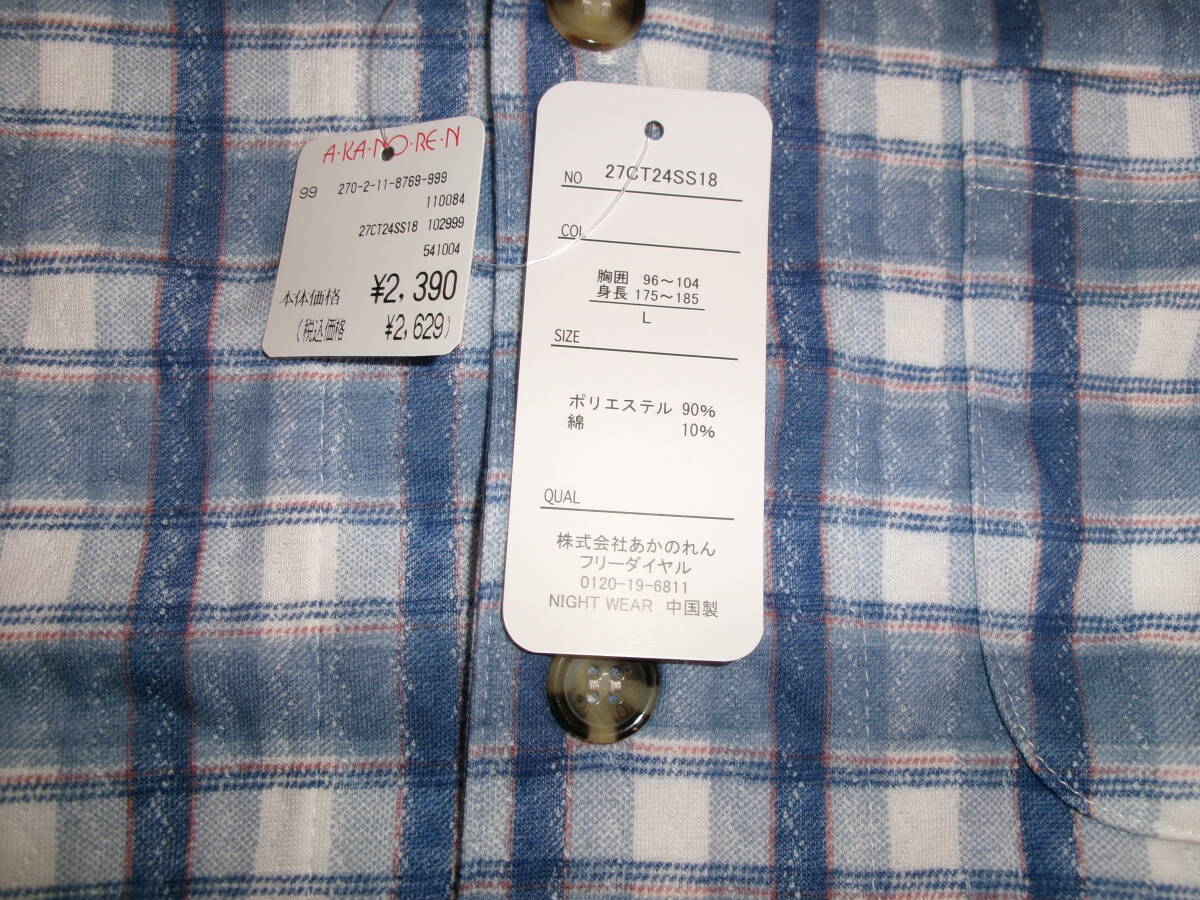 A·KA·NO·RE·N
99 270-2-11-8769-999
110084
27CT24SS18 102999
541004
本体価格 ¥2,390
(税込価格 ¥2,629)
NO 27CT24SS18
COL
胸囲 96～104
身長 175～185
L
SIZE
ポリエステル 90%
綿 10%
QUAL
株式会社あかのれん
フリーダイヤル
0120-19-6811
NIGHT WEAR 中国製